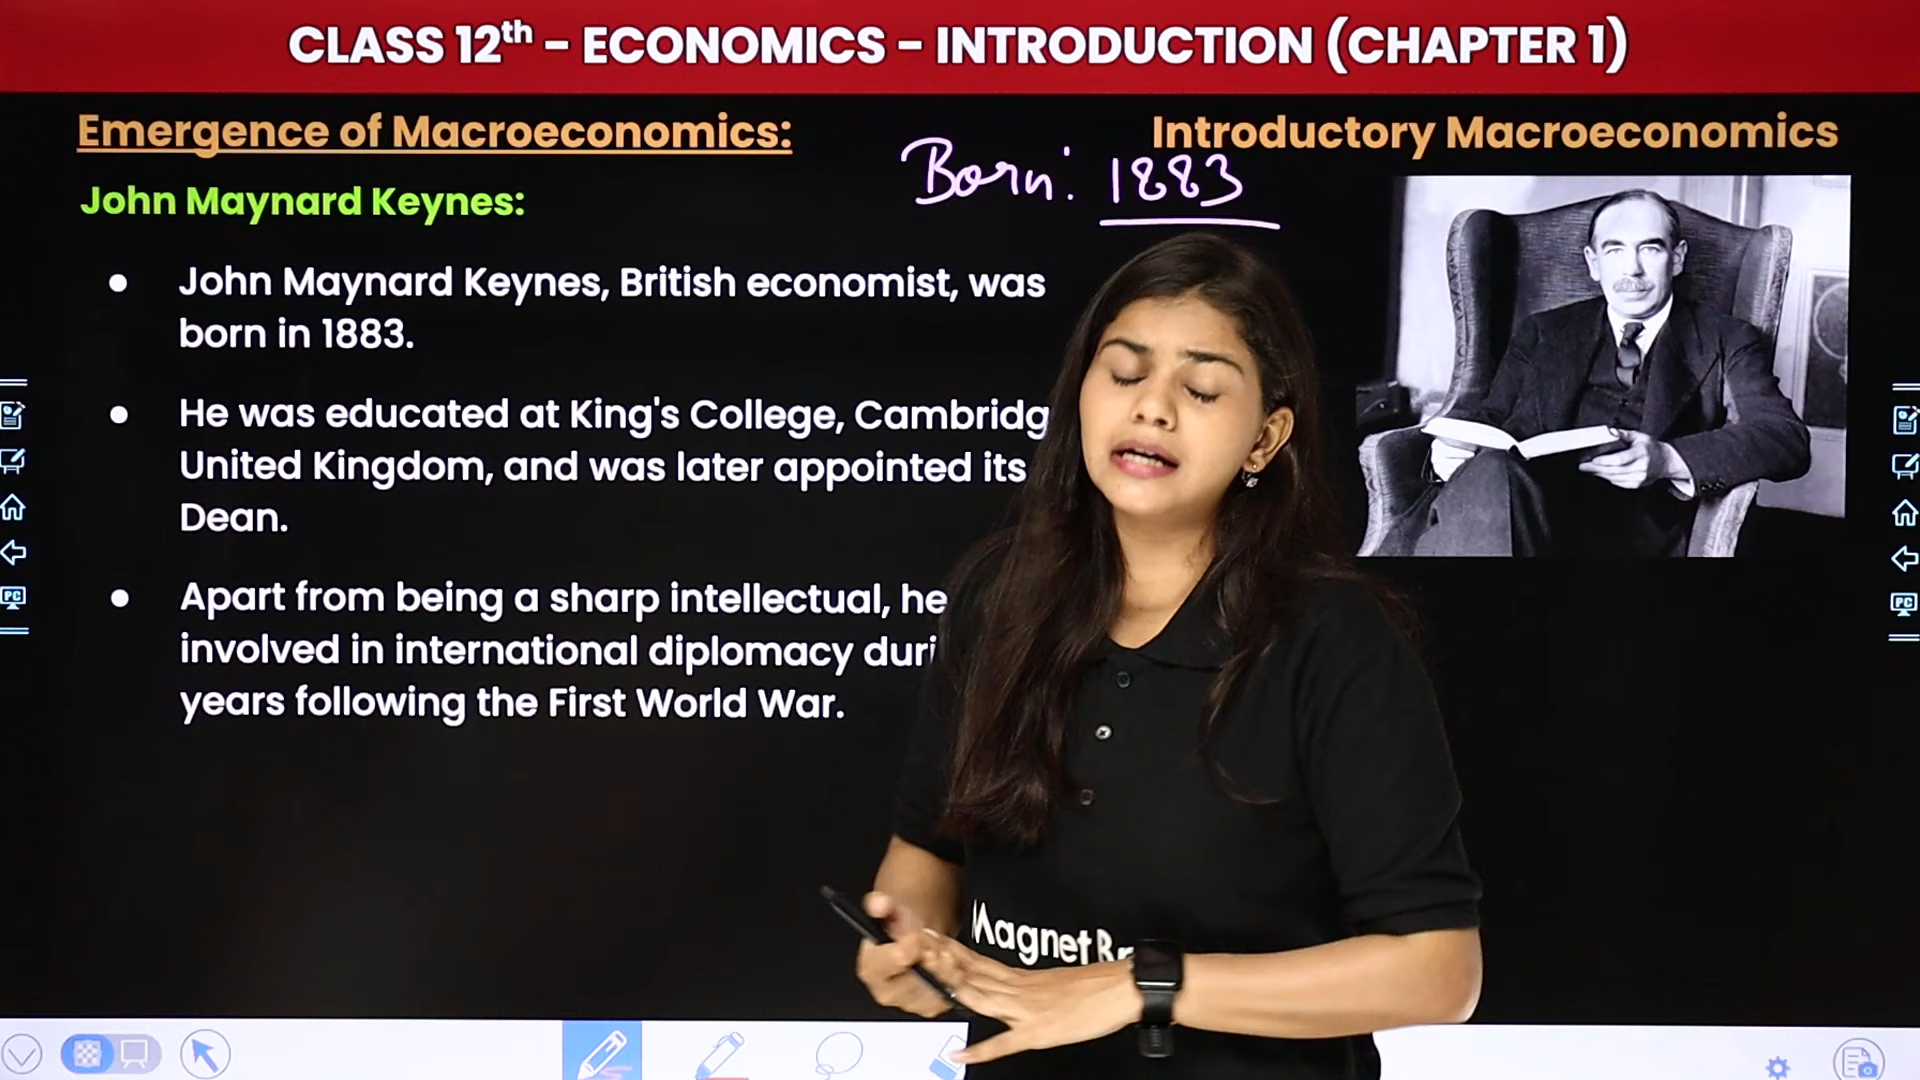 CLASS 12th - ECONOMICS - INTRODUCTION (CHAPTER 1)
Emergence of Macroeconomics:
Introductory Macroeconomics
Born: 1883
John Maynard Keynes:
John Maynard Keynes, British economist, was
born in 1883.
He was educated at King's College, Cambridg
United Kingdom, and was later appointed its
Dean.
Apart from being a sharp intellectual, he
involved in international diplomacy duri
years following the First World War.
Magnet Br
PC
PC